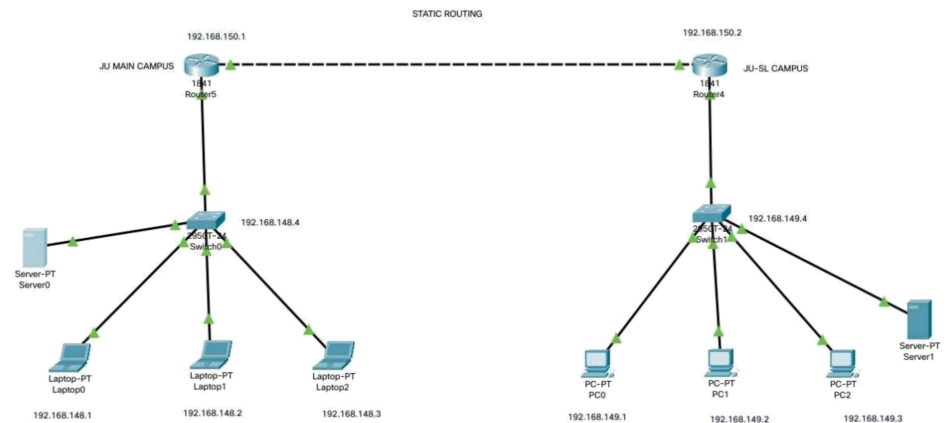 STATIC ROUTING
192.168.150.1
192.168.150.2
JU MAIN CAMPUS
1841
Router5
1841
Router4
JU-SL CAMPUS
192.168.148.4
2950T-24
Switch0
192.168.149.4
2950T-24
Switch1
Server-PT
Server0
Server-PT
Server1
Laptop-PT
Laptop0
Laptop-PT
Laptop1
Laptop-PT
Laptop2
PC-PT
PC0
PC-PT
PC1
PC-PT
PC2
192.168.148.1
192.168.148.2
192.168.148.3
192.168.149.1
192.168.149.2
192.168.149.3